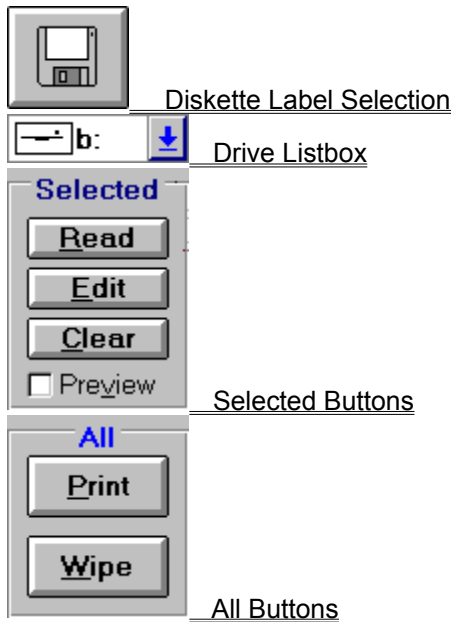 Diskette Label Selection
b:
Drive Listbox
Selected
Read
Edit
Clear
Preview
Selected Buttons
All
Print
Wipe
All Buttons